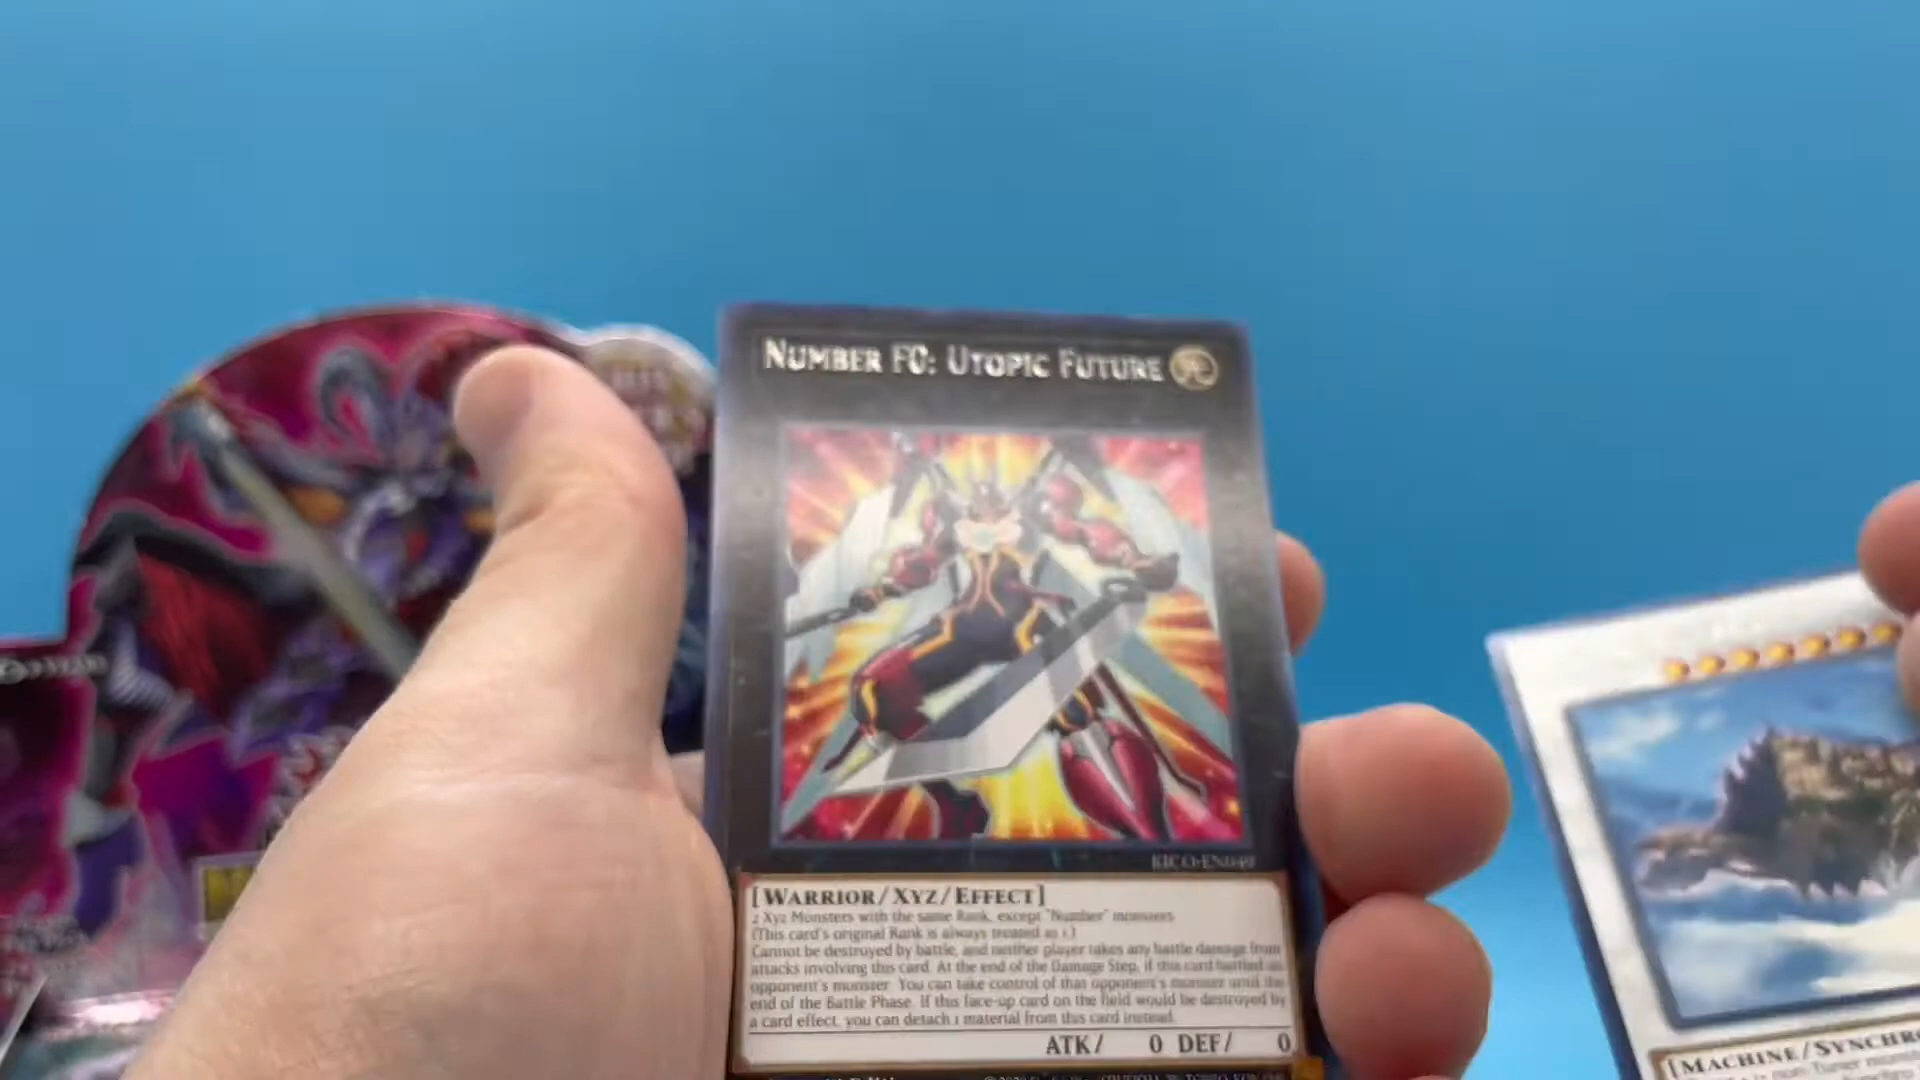 NUMBER F0: UTOPIC FUTURE
KICO-EN049
[WARRIOR/XYZ/EFFECT]
2 Xyz Monsters with the same Rank, except "Number" monsters
(This card's original Rank is always treated as 1.)
Cannot be destroyed by battle, and neither player takes any battle damage from
attacks involving this card. At the end of the Damage Step, if this card battled an
opponent's monster: You can take control of that opponent's monster until the
end of the Battle Phase. If this face-up card on the field would be destroyed by
a card effect, you can detach 1 material from this card instead.
ATK/ 0 DEF/ 0
[MACHINE/SYNCHRO